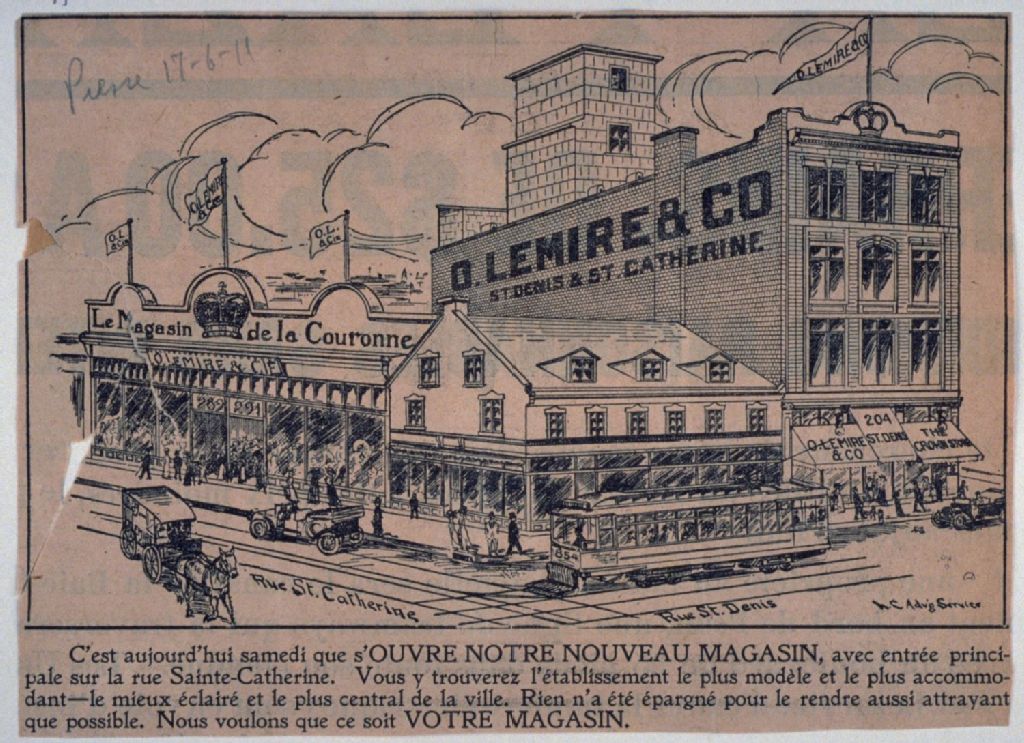 17-6-11
O. LEMIRE & CO
O. LEMIRE & CIE
O.L. & Cie
O.L. & Cie
O. LEMIRE & CO
ST. DENIS & ST. CATHERINE
Le Magasin de la Couronne
O. LEMIRE & CIE
289 291
O. LEMIRE & CO
204 ST. DENIS
THE CROWN STORE
Rue St. Catherine
Rue St. Denis
C'est aujourd'hui samedi que s'OUVRE NOTRE NOUVEAU MAGASIN, avec entrée princi-
pale sur la rue Sainte-Catherine. Vous y trouverez l'établissement le plus modèle et le plus accommo-
dant—le mieux éclairé et le plus central de la ville. Rien n'a été épargné pour le rendre aussi attrayant
que possible. Nous voulons que ce soit VOTRE MAGASIN.